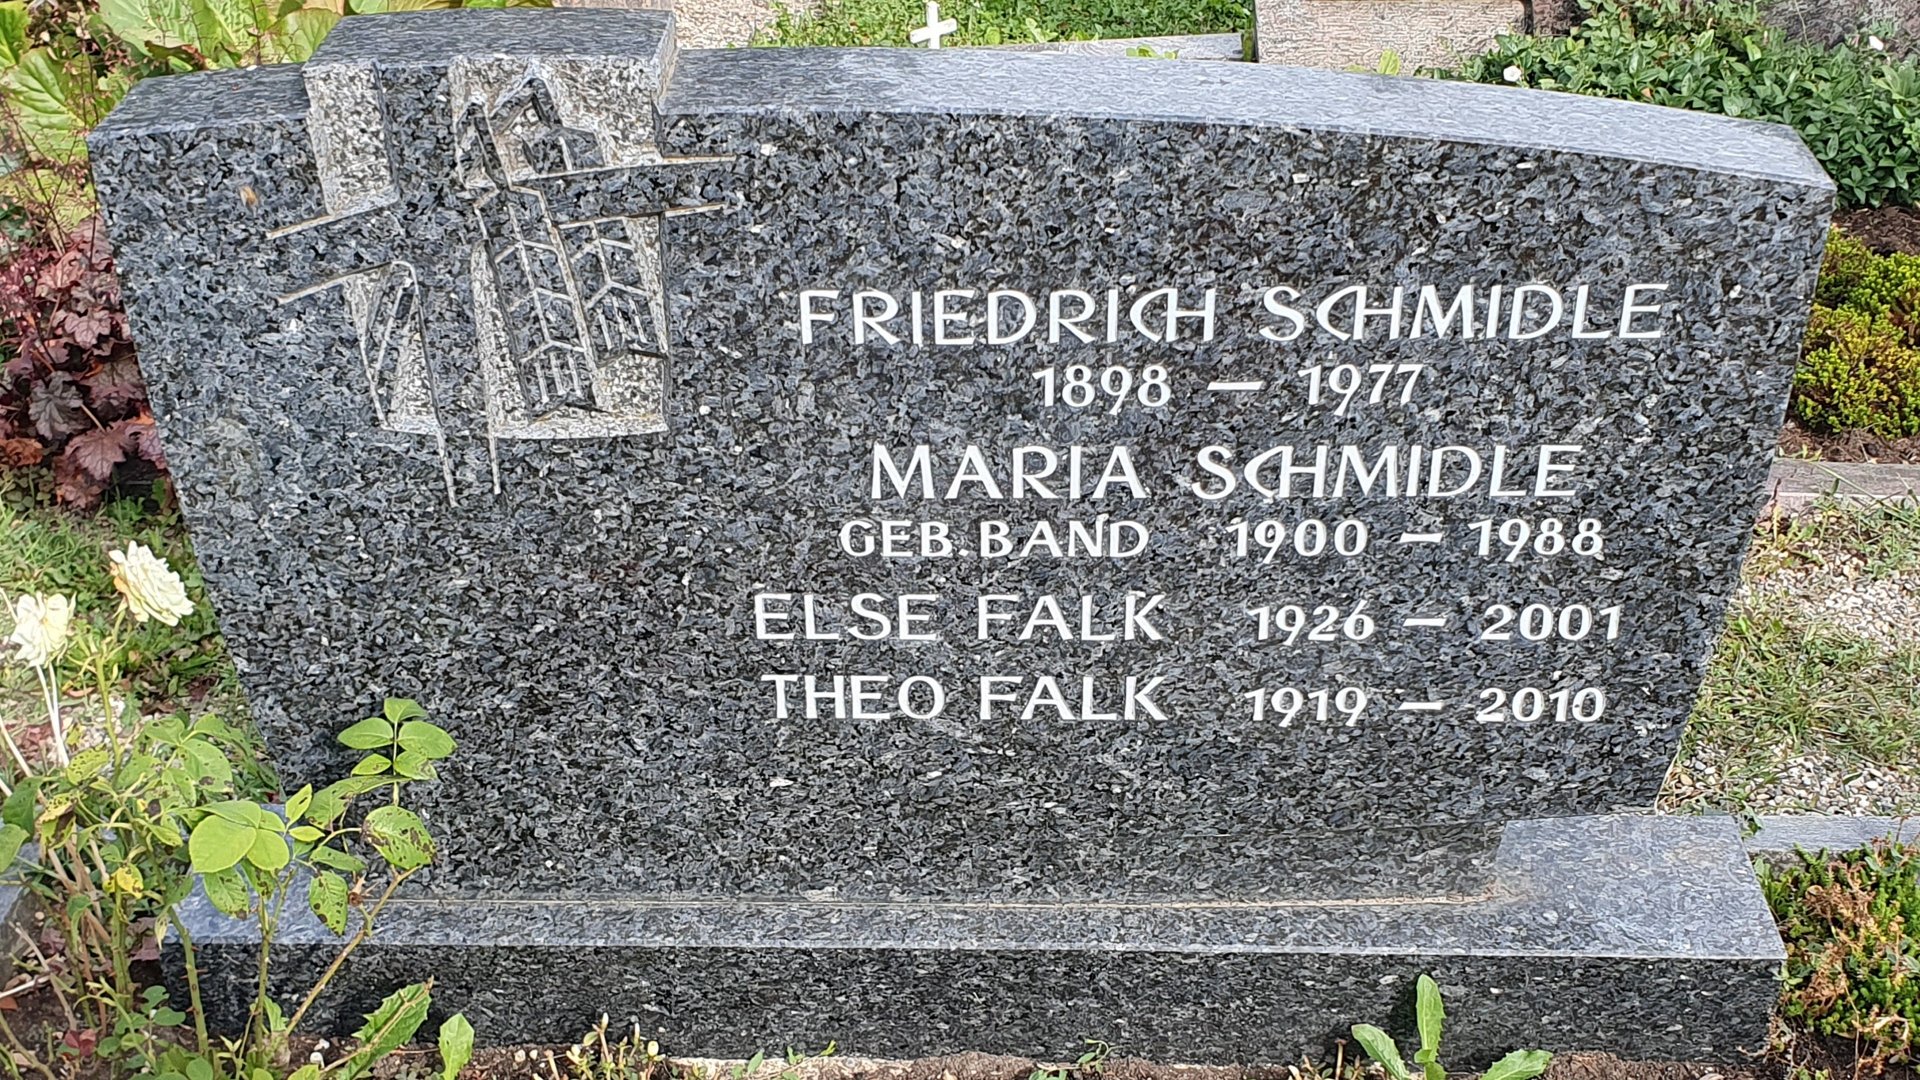 FRIEDRICH SCHMIDLE
1898 – 1977
MARIA SCHMIDLE
GEB. BAND 1900 – 1988
ELSE FALK 1926 – 2001
THEO FALK 1919 – 2010